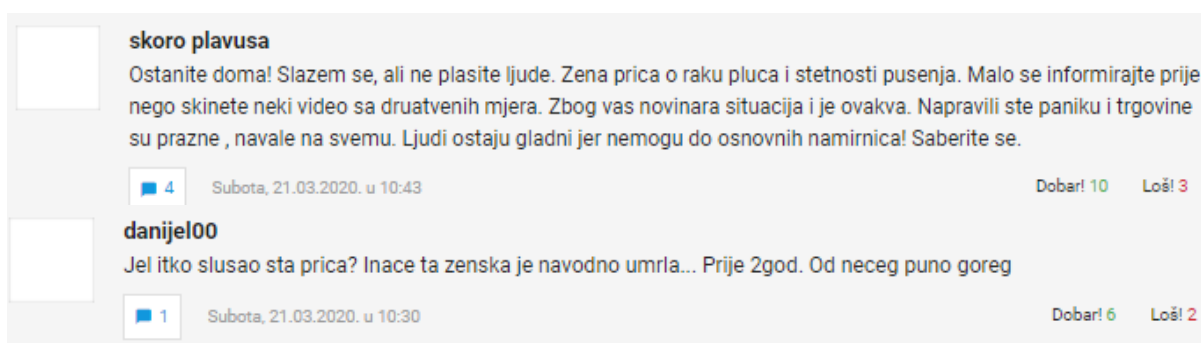 skoro plavusa
Ostanite doma! Slazem se, ali ne plasite ljude. Zena prica o raku pluca i stetnosti pusenja. Malo se informirajte prije
nego skinete neki video sa druatvenih mjera. Zbog vas novinara situacija i je ovakva. Napravili ste paniku i trgovine
su prazne , navale na svemu. Ljudi ostaju gladni jer nemogu do osnovnih namirnica! Saberite se.
4 Subota, 21.03.2020. u 10:43 Dobar! 10 Loš! 3
danijel00
Jel itko slusao sta prica? Inace ta zenska je navodno umrla... Prije 2god. Od neceg puno goreg
1 Subota, 21.03.2020. u 10:30 Dobar! 6 Loš! 2